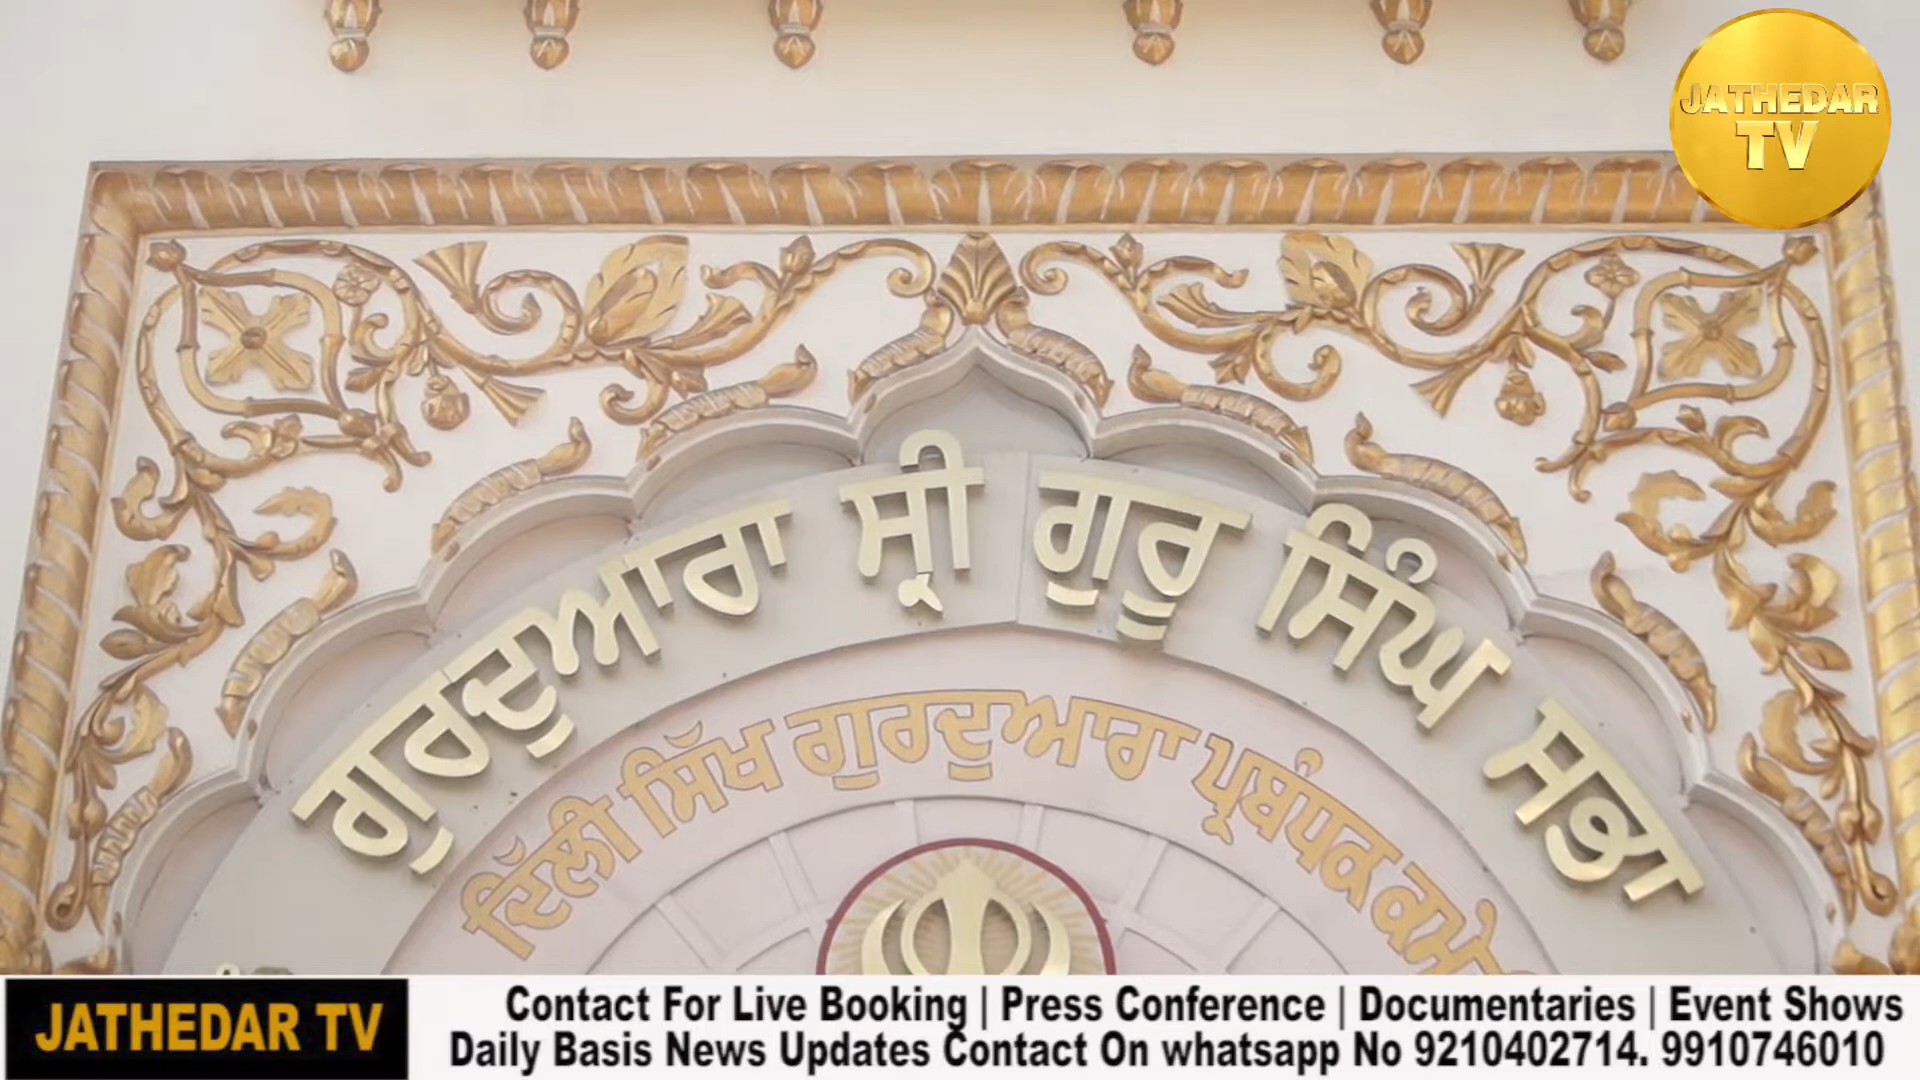 JATHEDAR
TV
ਗੁਰਦੁਆਰਾ ਸ੍ਰੀ ਗੁਰੂ ਸਿੰਘ ਸਭਾ
ਦਿੱਲੀ ਸਿੱਖ ਗੁਰਦੁਆਰਾ ਪ੍ਰਬੰਧਕ
JATHEDAR TV
Contact For Live Booking | Press Conference | Documentaries | Event Shows
Daily Basis News Updates Contact On whatsapp No 9210402714. 9910746010